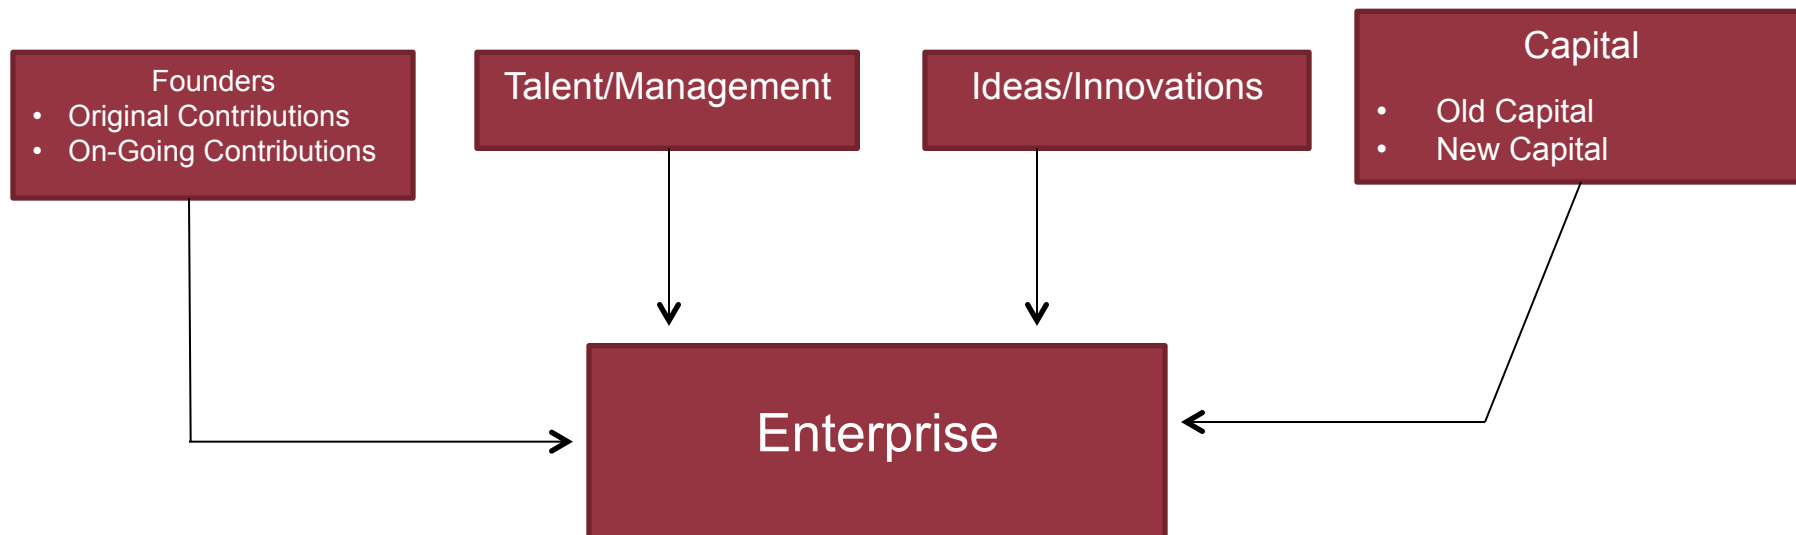 Founders
• Original Contributions
• On-Going Contributions
Talent/Management
Ideas/Innovations
Capital
• Old Capital
• New Capital
Enterprise